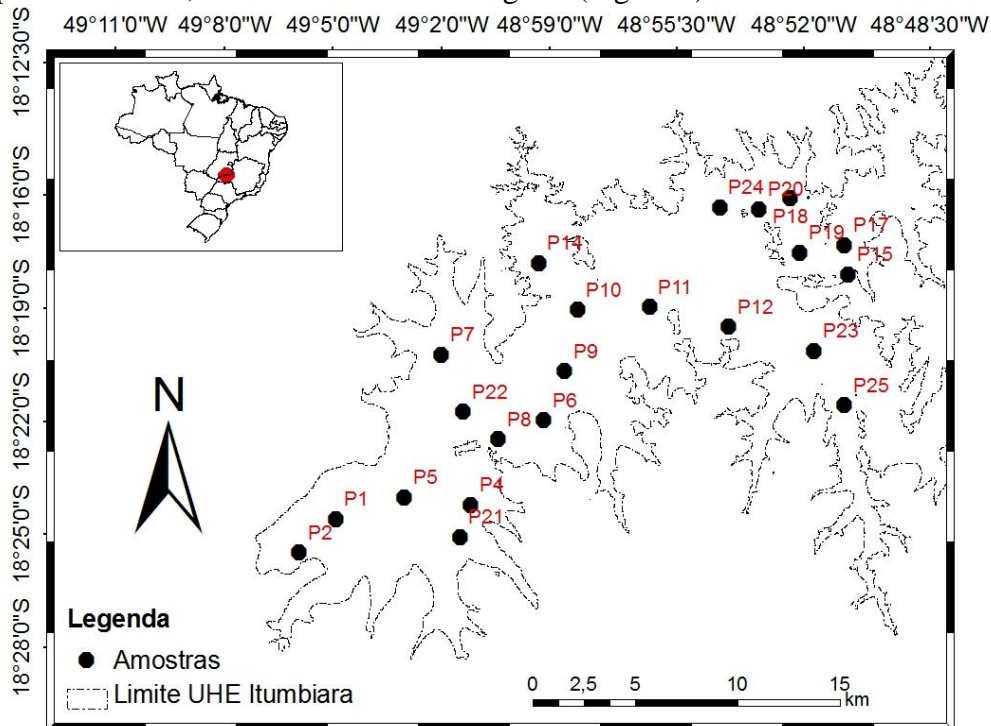 49°11'0"W 49°8'0"W 49°5'0"W 49°2'0"W 48°59'0"W 48°55'30"W 48°52'0"W 48°48'30"W
18°12'30"S
18°16'0"S
18°19'0"S
18°22'0"S
18°25'0"S
18°28'0"S
P24 P20
P18
P17
P19
P14
P15
P10
P11
P12
P7
P23
P9
P22
P25
P6
P8
N
P5
P4
P1
P21
P2
Legenda
Amostras
Limite UHE Itumbiara
0 2,5 5 10 15
km